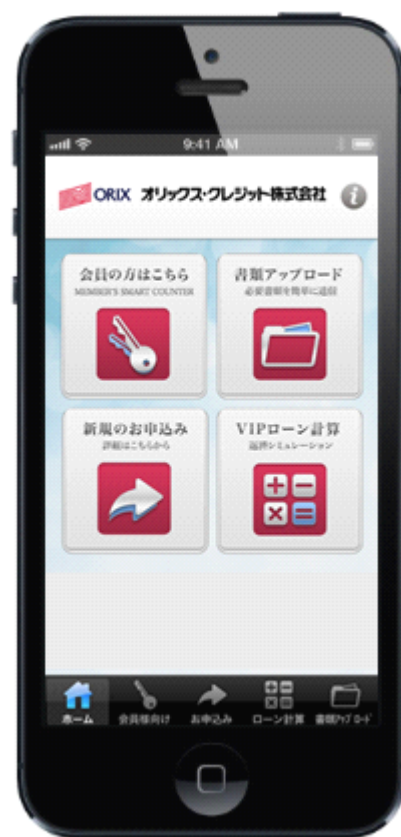 9:41 AM
ORIX オリックス・クレジット株式会社
会員の方はこちら
MEMBER'S SMART COUNTER
書類アップロード
必要書類を簡単に送信
新規のお申込み
詳細はこちらから
VIPローン計算
返済シミュレーション
ホーム
会員様向け
お申込み
ローン計算
書類アップロード